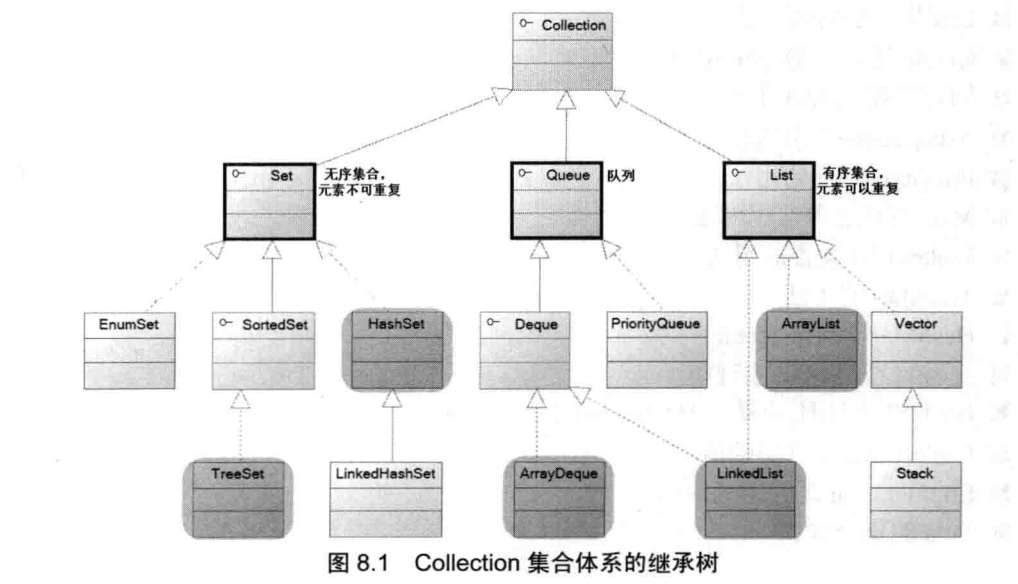 Collection
Set
无序集合，
元素不可重复
Queue
队列
List
有序集合，
元素可以重复
EnumSet
SortedSet
HashSet
Deque
PriorityQueue
ArrayList
Vector
TreeSet
LinkedHashSet
ArrayDeque
LinkedList
Stack
图 8.1 Collection 集合体系的继承树